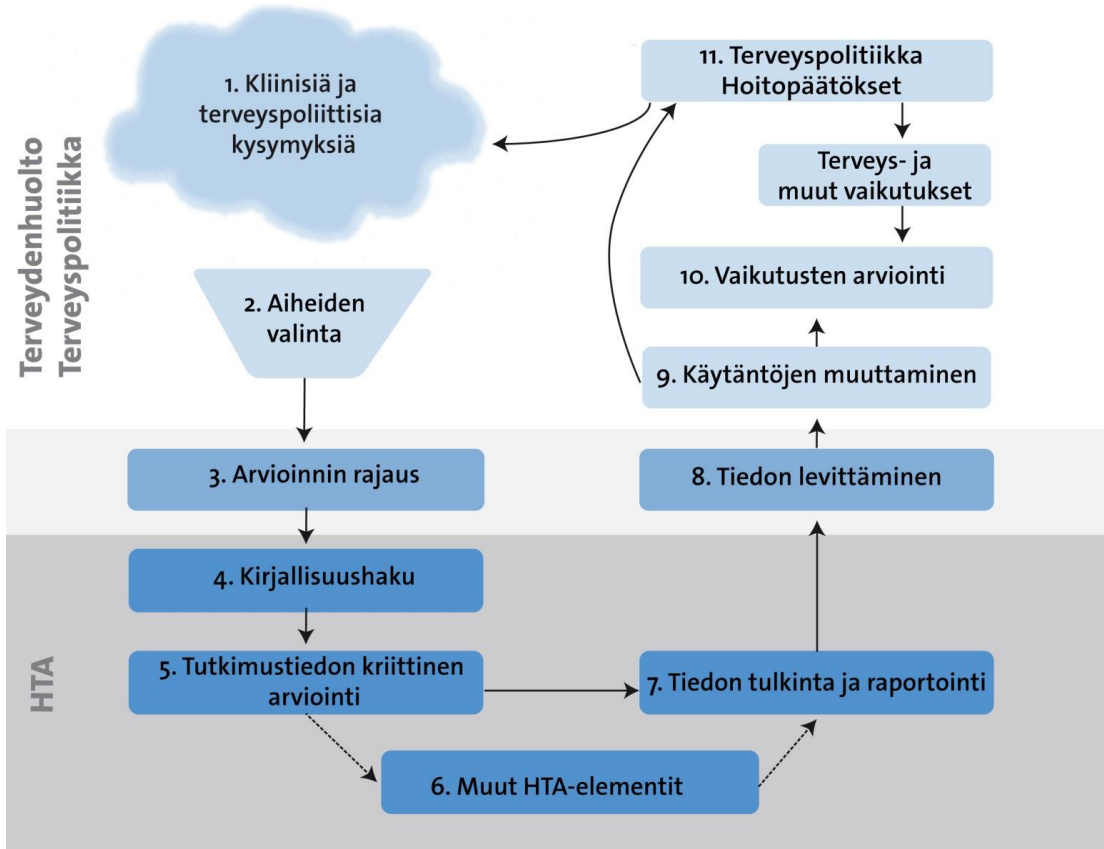 Terveydenhuolto
Terveyspolitiikka
HTA
1. Kliinisiä ja
terveyspoliittisia
kysymyksiä
2. Aiheiden
valinta
3. Arvioinnin rajaus
4. Kirjallisuushaku
5. Tutkimustiedon kriittinen
arviointi
6. Muut HTA-elementit
7. Tiedon tulkinta ja raportointi
8. Tiedon levittäminen
9. Käytäntöjen muuttaminen
10. Vaikutusten arviointi
Terveys- ja
muut vaikutukset
11. Terveyspolitiikka
Hoitopäätökset